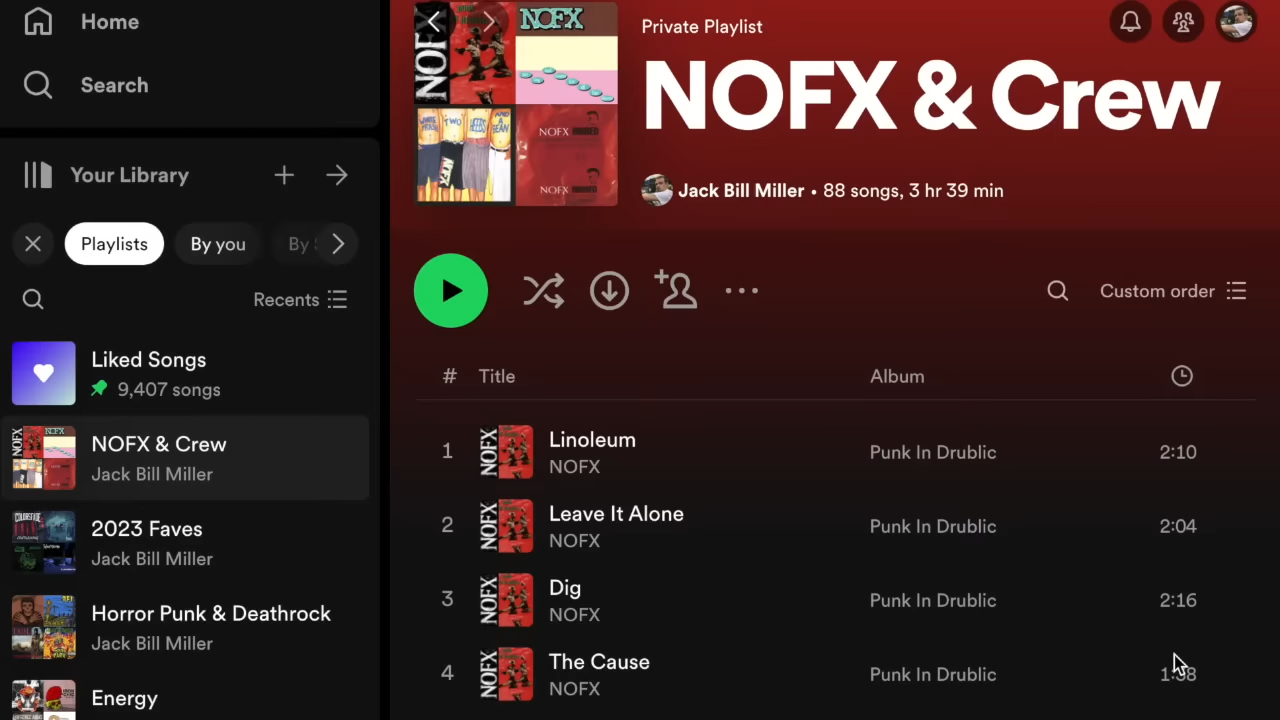 Home
Search
Your Library
Playlists
By you
By
Recents
Liked Songs
9,407 songs
NOFX & Crew
Jack Bill Miller
2023 Faves
Jack Bill Miller
Horror Punk & Deathrock
Jack Bill Miller
Energy
Private Playlist
NOFX & Crew
Jack Bill Miller • 88 songs, 3 hr 39 min
Custom order
# Title Album
1 Linoleum Punk In Drublic 2:10
NOFX
2 Leave It Alone Punk In Drublic 2:04
NOFX
3 Dig Punk In Drublic 2:16
NOFX
4 The Cause Punk In Drublic
NOFX